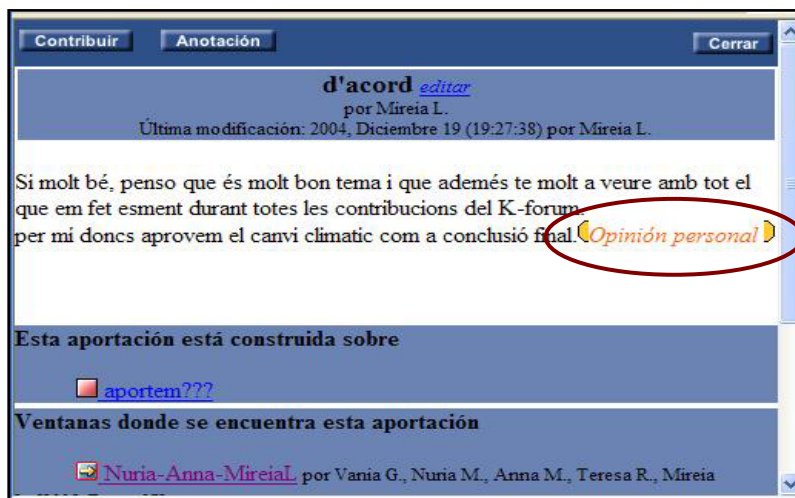 Contribuir Anotación Cerrar
d'acord editar
por Mireia L.
Última modificación: 2004, Diciembre 19 (19:27:38) por Mireia L.
Si molt bé, penso que és molt bon tema i que además te molt a veure amb tot el
que em fet esment durant totes les contribucions del K-forum.
per mi doncs aprovem el canvi climatic com a conclusió final. Opinión personal
Esta aportación está construida sobre
aportem???
Ventanas donde se encuentra esta aportación
Nuria-Anna-MireiaL por Vania G., Nuria M., Anna M., Teresa R., Mireia